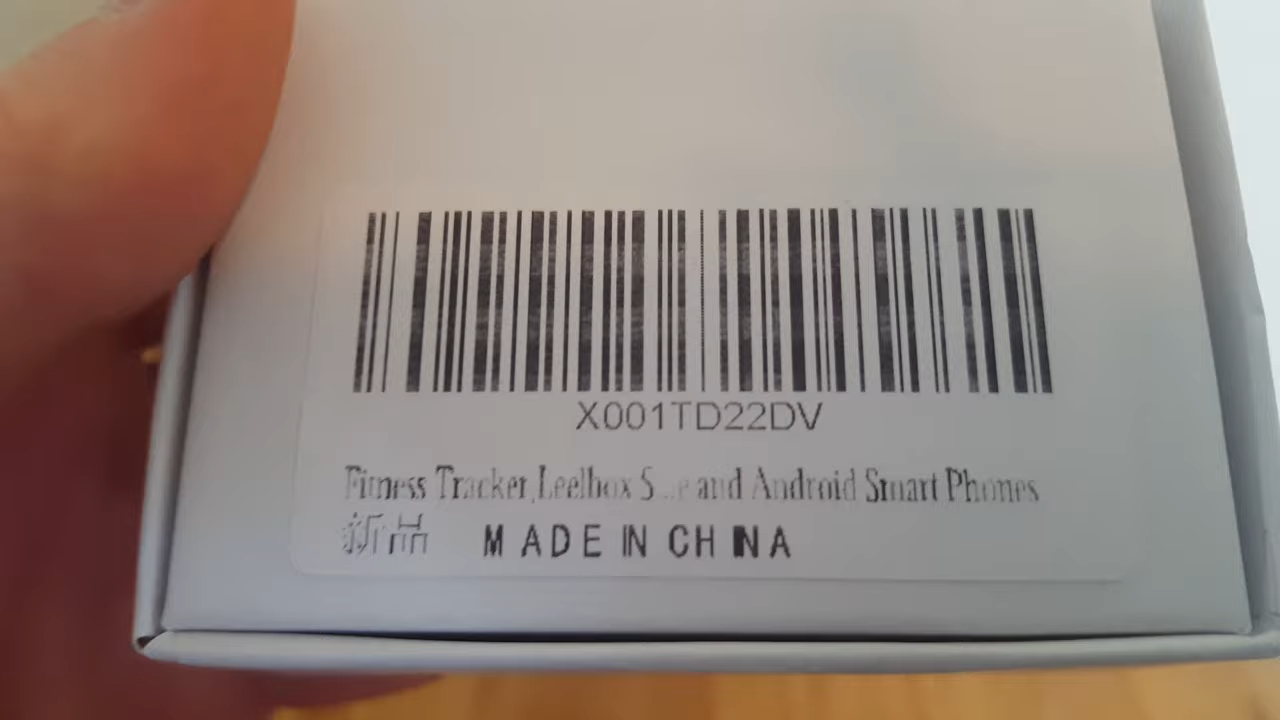 X001TD22DV
Fitness Tracker,Leelbox S...e and Android Smart Phones
新品 MADE IN CHINA